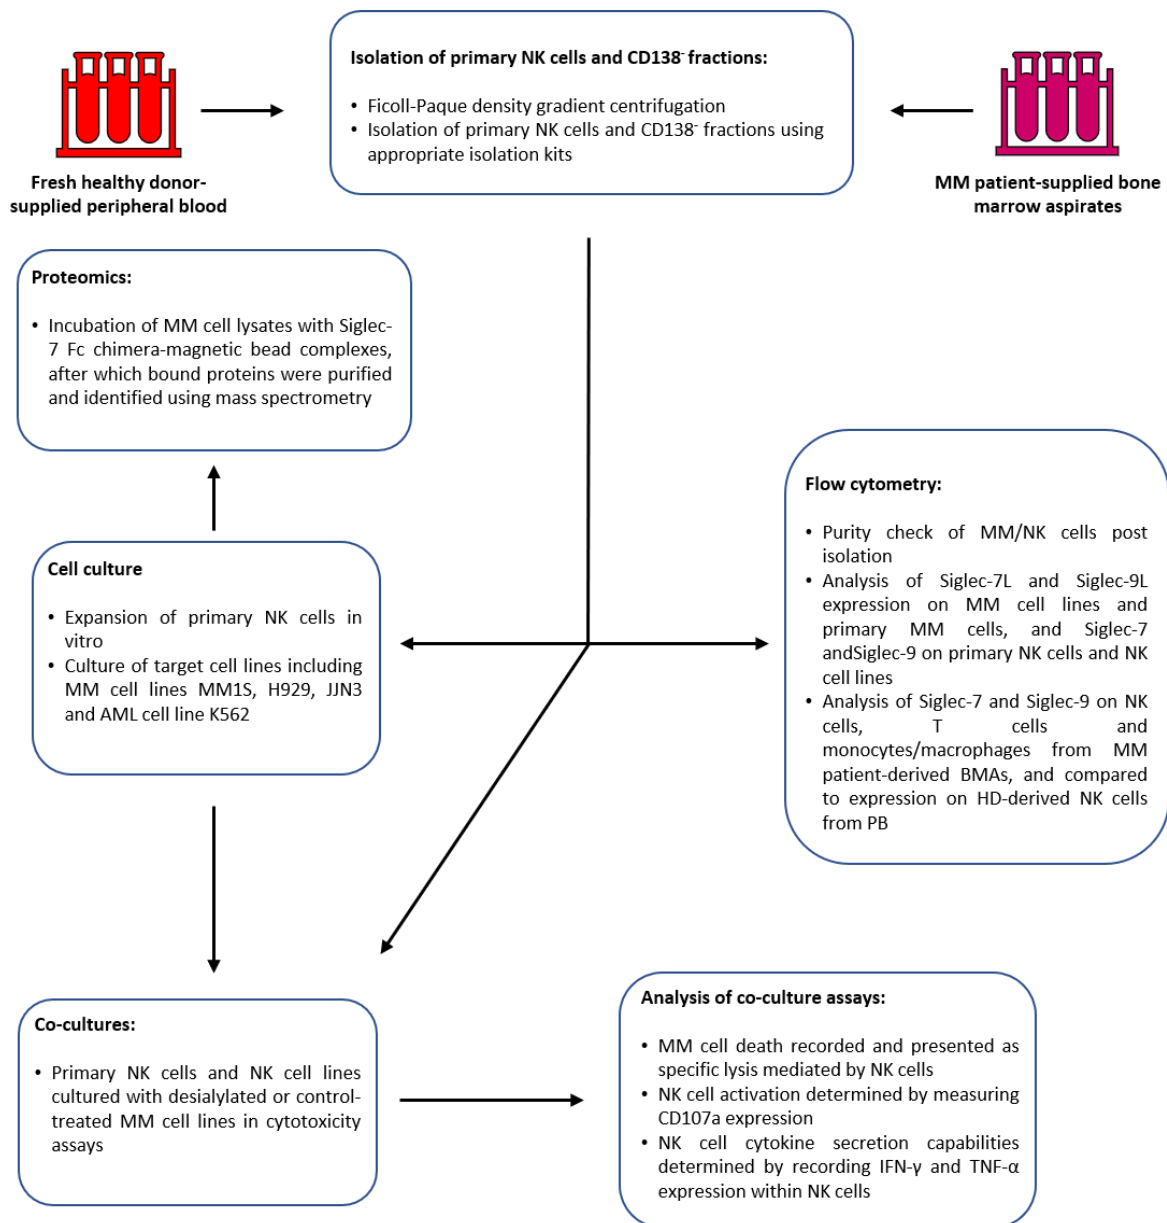 Isolation of primary NK cells and CD138⁻ fractions:
• Ficoll-Paque density gradient centrifugation
• Isolation of primary NK cells and CD138⁻ fractions using
appropriate isolation kits
Fresh healthy donor-
supplied peripheral blood
MM patient-supplied bone
marrow aspirates
Proteomics:
• Incubation of MM cell lysates with Siglec-
7 Fc chimera-magnetic bead complexes,
after which bound proteins were purified
and identified using mass spectrometry
Cell culture
• Expansion of primary NK cells in
vitro
• Culture of target cell lines including
MM cell lines MM1S, H929, JJN3
and AML cell line K562
Flow cytometry:
• Purity check of MM/NK cells post
isolation
• Analysis of Siglec-7L and Siglec-9L
expression on MM cell lines and
primary MM cells, and Siglec-7
andSiglec-9 on primary NK cells and NK
cell lines
• Analysis of Siglec-7 and Siglec-9 on NK
cells, T cells and
monocytes/macrophages from MM
patient-derived BMAs, and compared
to expression on HD-derived NK cells
from PB
Co-cultures:
• Primary NK cells and NK cell lines
cultured with desialylated or control-
treated MM cell lines in cytotoxicity
assays
Analysis of co-culture assays:
• MM cell death recorded and presented as
specific lysis mediated by NK cells
• NK cell activation determined by measuring
CD107a expression
• NK cell cytokine secretion capabilities
determined by recording IFN-γ and TNF-α
expression within NK cells